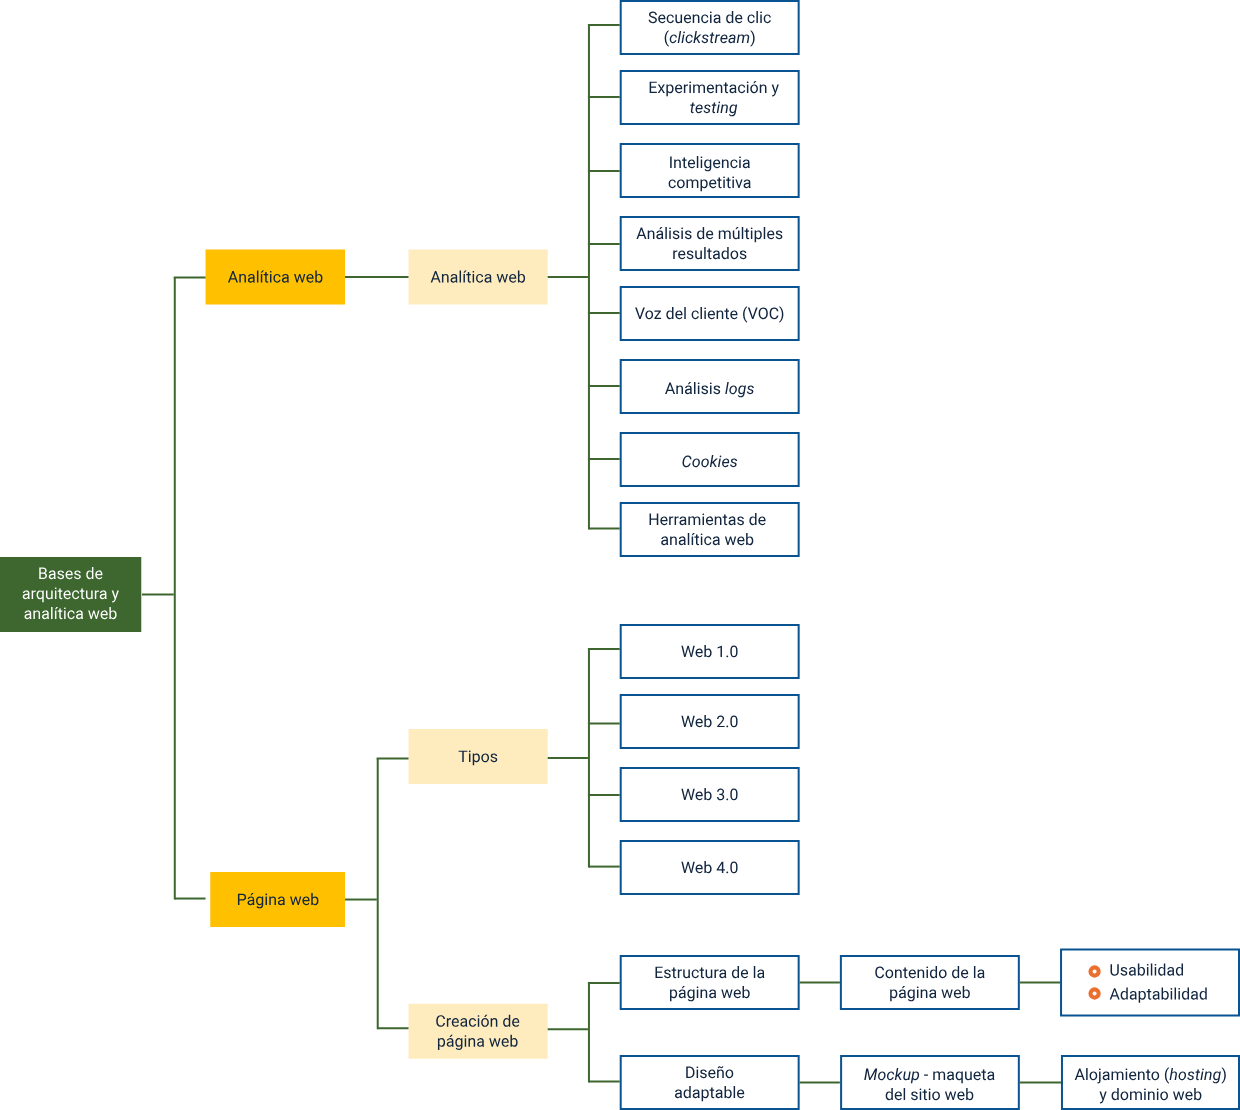 Secuencia de clic
(clickstream)
Experimentación y
testing
Inteligencia
competitiva
Análisis de múltiples
resultados
Analítica web
Analítica web
Voz del cliente (VOC)
Análisis logs
Cookies
Herramientas de
analítica web
Bases de
arquitectura y
analítica web
Web 1.0
Web 2.0
Tipos
Web 3.0
Web 4.0
Página web
Estructura de la
página web
Contenido de la
página web
Usabilidad
Adaptabilidad
Creación de
página web
Diseño
adaptable
Mockup - maqueta
del sitio web
Alojamiento (hosting)
y dominio web